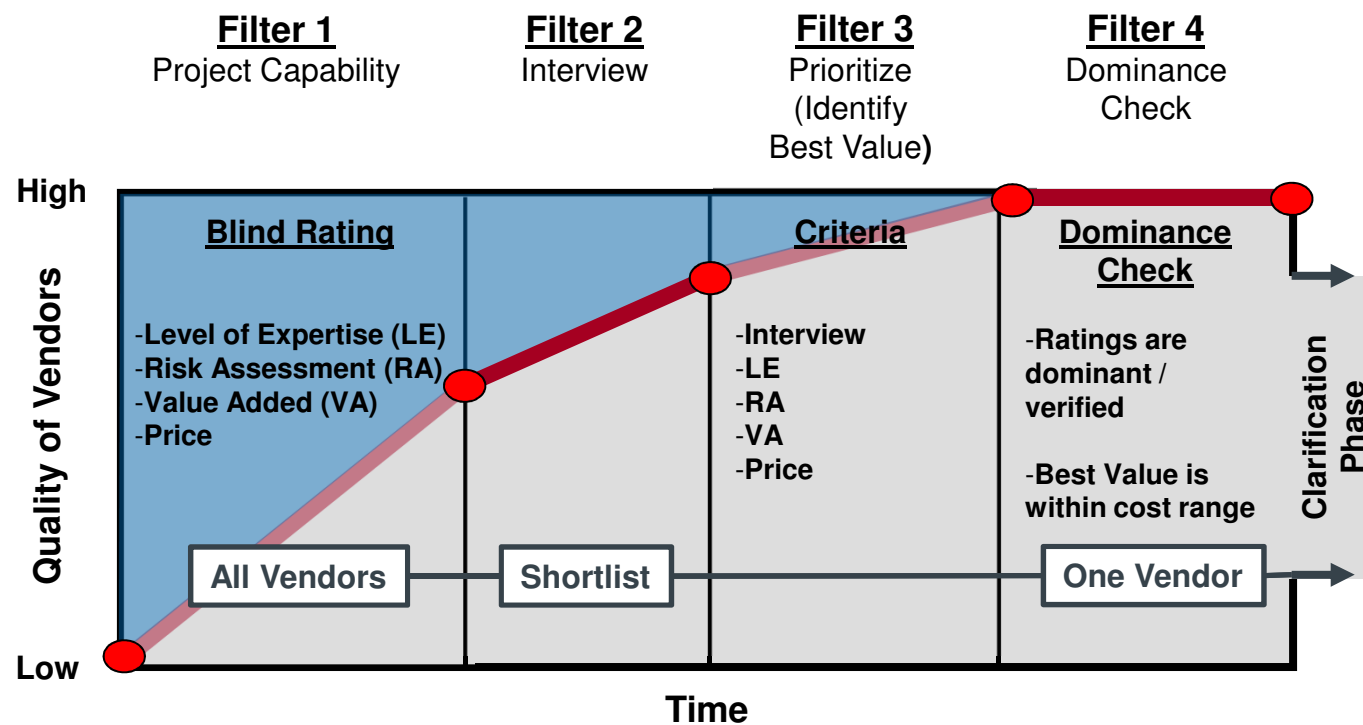 Filter 1
Project Capability
Filter 2
Interview
Filter 3
Prioritize
(Identify
Best Value)
Filter 4
Dominance
Check
High
Quality of Vendors
Low
Blind Rating
-Level of Expertise (LE)
-Risk Assessment (RA)
-Value Added (VA)
-Price
Criteria
-Interview
-LE
-RA
-VA
-Price
Dominance
Check
-Ratings are
dominant /
verified
-Best Value is
within cost range
Clarification
Phase
All Vendors
Shortlist
One Vendor
Time